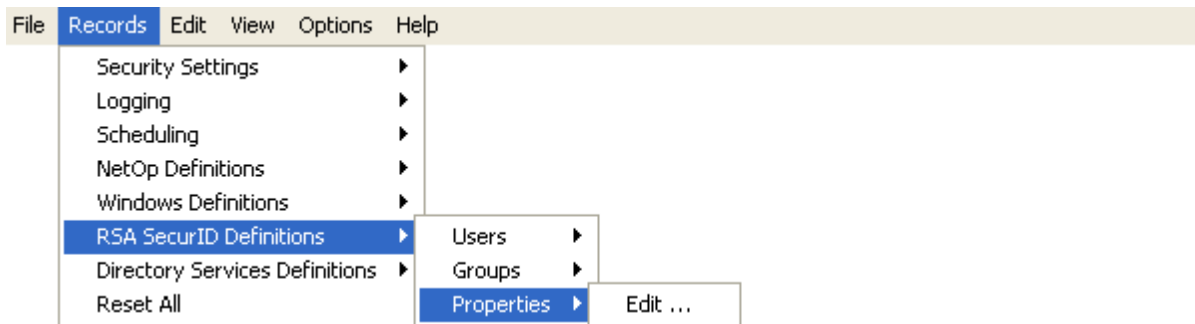 File Records Edit View Options Help
Security Settings
Logging
Scheduling
NetOp Definitions
Windows Definitions
RSA SecurID Definitions Users
Directory Services Definitions Groups
Reset All Properties Edit ...